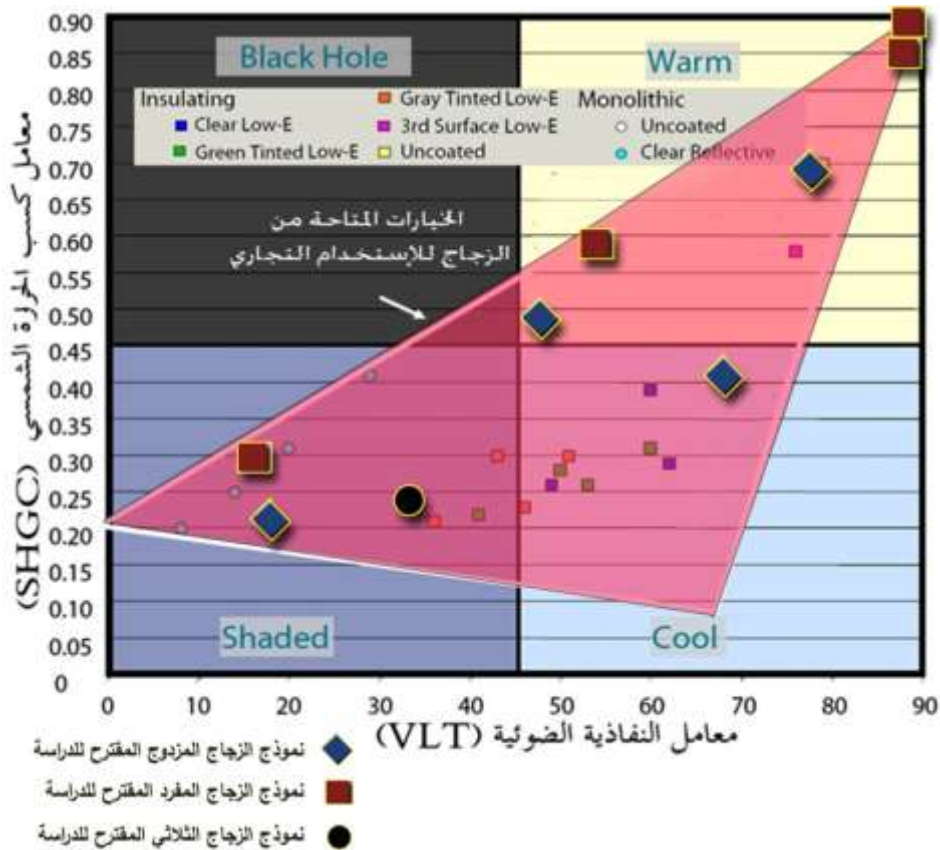 0.90
0.85
0.80
0.75
0.70
0.65
0.60
0.55
0.50
0.45
0.40
0.35
0.30
0.25
0.20
0.15
0.10
0.05
0
معامل كسب الحرارة الشمسي (SHGC)
Black Hole
Warm
Insulating
Clear Low-E
Green Tinted Low-E
Gray Tinted Low-E
3rd Surface Low-E
Uncoated
Monolithic
Uncoated
Clear Reflective
الخيارات المتاحة من
الزجاج للإستخدام التجاري
Shaded
Cool
0 10 20 30 40 50 60 70 80 90
معامل النفاذية الضوئية (VLT)
نموذج الزجاج المزدوج المقترح للدراسة
نموذج الزجاج المفرد المقترح للدراسة
نموذج الزجاج الثلاثي المقترح للدراسة